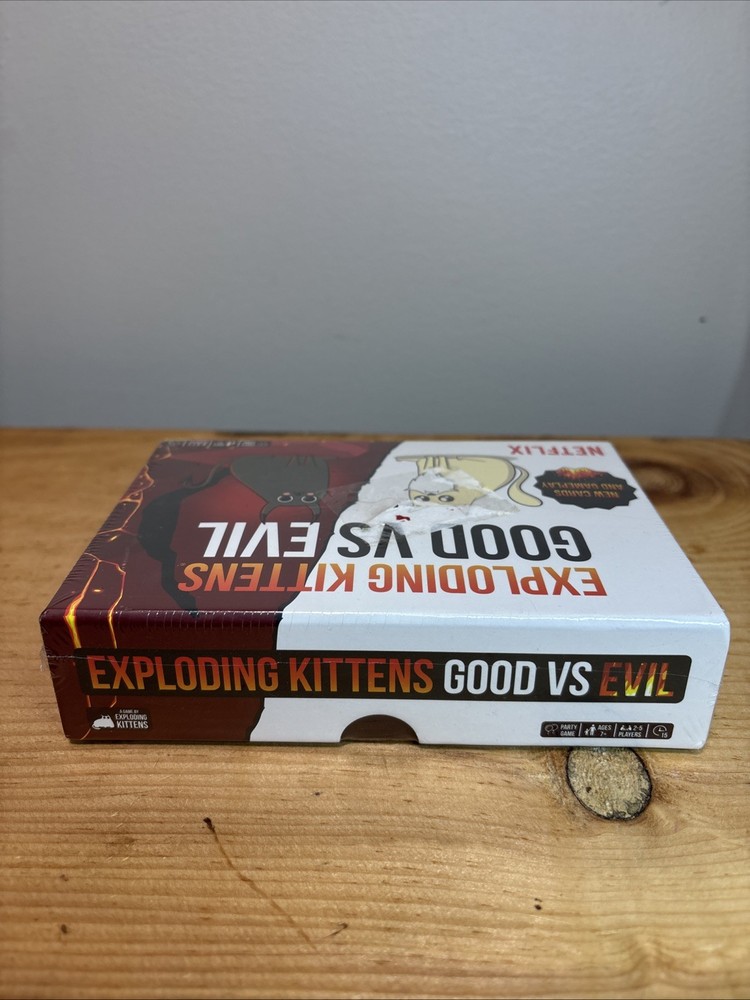 NETFLIX
NEW CARDS
AND GAMEPLAY
GOOD VS EVIL
EXPLODING KITTENS
EXPLODING KITTENS GOOD VS EVIL
A GAME BY
EXPLODING
KITTENS
PARTY
GAME
AGES
7+
2-5
PLAYERS
15